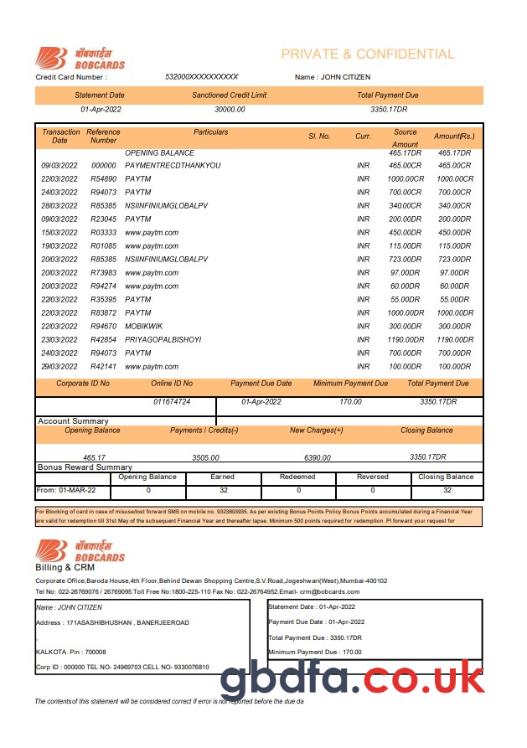 बॉबकार्ड्स
BOBCARDS
PRIVATE & CONFIDENTIAL
Credit Card Number : 532000XXXXXXXXXX Name : JOHN CITIZEN
Statement Date Sanctioned Credit Limit Total Payment Due
01-Apr-2022 30000.00 3350.17DR
Transaction Date Reference Number Particulars Sl. No. Curr. Source Amount Amount(Rs.)
OPENING BALANCE 465.17DR 465.17DR
09/03/2022 000000 PAYMENTRECDTHANKYOU INR 465.00CR 465.00CR
22/03/2022 R54890 PAYTM INR 1000.00CR 1000.00CR
24/03/2022 R94073 PAYTM INR 700.00CR 700.00CR
28/03/2022 R85385 NSIINFINIUMGLOBALPV INR 340.00CR 340.00CR
09/03/2022 R23045 PAYTM INR 200.00DR 200.00DR
15/03/2022 R03333 www.paytm.com INR 450.00DR 450.00DR
19/03/2022 R01085 www.paytm.com INR 115.00DR 115.00DR
20/03/2022 R85385 NSIINFINIUMGLOBALPV INR 723.00DR 723.00DR
20/03/2022 R73983 www.paytm.com INR 97.00DR 97.00DR
20/03/2022 R94274 www.paytm.com INR 60.00DR 60.00DR
22/03/2022 R35395 PAYTM INR 55.00DR 55.00DR
22/03/2022 R83872 PAYTM INR 1000.00DR 1000.00DR
22/03/2022 R94670 MOBIKWIK INR 300.00DR 300.00DR
23/03/2022 R42854 PRIYAGOPALBISHOYI INR 1190.00DR 1190.00DR
24/03/2022 R94073 PAYTM INR 700.00DR 700.00DR
29/03/2022 R42141 www.paytm.com INR 100.00DR 100.00DR
Corporate ID No Online ID No Payment Due Date Minimum Payment Due Total Payment Due
011674724 01-Apr-2022 170.00 3350.17DR
Account Summary
Opening Balance Payments / Credits(-) New Charges(+) Closing Balance
465.17 3505.00 6390.00 3350.17DR
Bonus Reward Summary
Opening Balance Earned Redeemed Reversed Closing Balance
From: 01-MAR-22 0 32 0 0 32
For Blocking of card in case of misuse/lost forward SMS on mobile no. 9323803935. As per existing Bonus Points Policy Bonus Points accumulated during a Financial Year
are valid for redemption till 31st May of the subsequent Financial Year and thereafter lapse. Minimum 500 points required for redemption. Pl forward your request for
बॉबकार्ड्स
BOBCARDS
Billing & CRM
Corporate Office,Baroda House,4th Floor,Behind Dewan Shopping Centre,S.V.Road,Jogeshwari(West),Mumbai-400102
Tel No: 022-26769076 / 26769095 Toll Free No:1800-225-110 Fax No: 022-26764952.Email- crm@bobcards.com
Name : JOHN CITIZEN
Address : 171ASASHIBHUSHAN , BANERJEEROAD
.
KALKOTA. Pin : 700008
Corp ID : 000000 TEL NO- 24969703 CELL NO- 9330076810
Statement Date : 01-Apr-2022
Payment Due Date : 01-Apr-2022
Total Payment Due : 3350.17DR
Minimum Payment Due : 170.00
gbdfa.co.uk
The contents of this statement will be considered correct if error is not reported before the due da